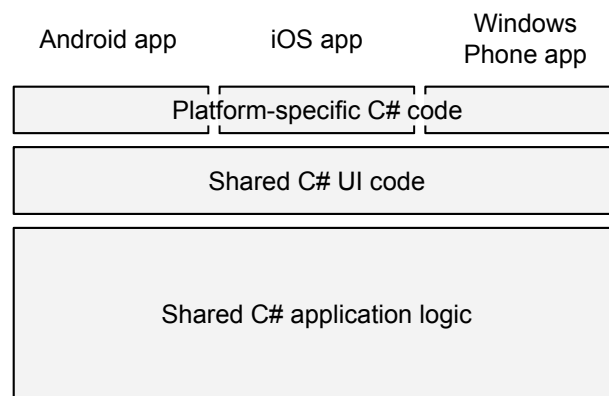 Android app
iOS app
Windows
Phone app
Platform-specific C# code
Shared C# UI code
Shared C# application logic